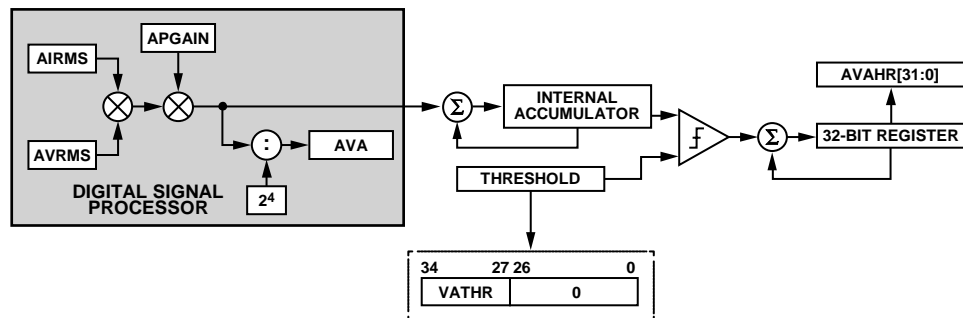 APGAIN
AIRMS
AVRMS
:
AVA
2⁴
DIGITAL SIGNAL
PROCESSOR
Σ
INTERNAL
ACCUMULATOR
THRESHOLD
Σ
AVAHR[31:0]
32-BIT REGISTER
34 27 26 0
VATHR 0